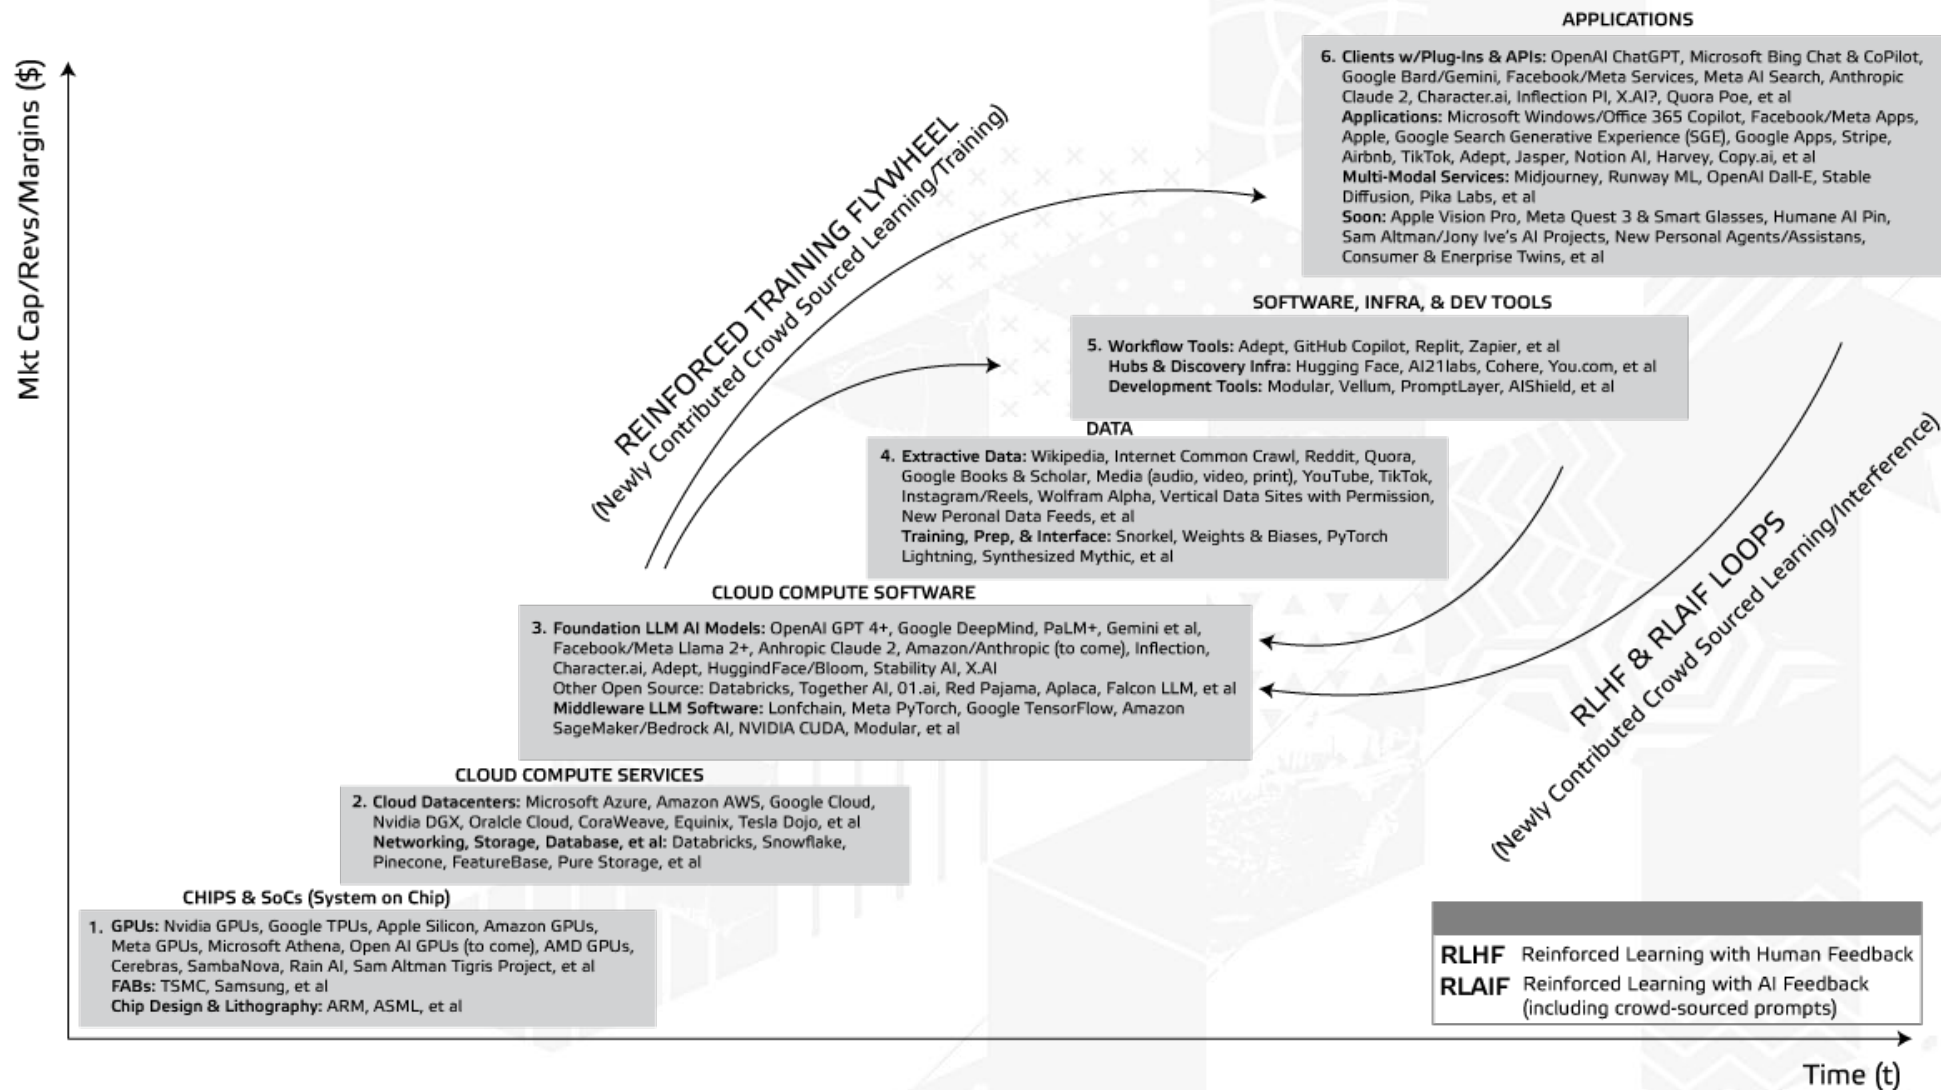 APPLICATIONS
6. Clients w/Plug-Ins & APIs: OpenAI ChatGPT, Microsoft Bing Chat & CoPilot,
Google Bard/Gemini, Facebook/Meta Services, Meta AI Search, Anthropic
Claude 2, Character.ai, Inflection PI, X.AI?, Quora Poe, et al
Applications: Microsoft Windows/Office 365 Copilot, Facebook/Meta Apps,
Apple, Google Search Generative Experience (SGE), Google Apps, Stripe,
Airbnb, TikTok, Adept, Jasper, Notion AI, Harvey, Copy.ai, et al
Multi-Modal Services: Midjourney, Runway ML, OpenAI Dall-E, Stable
Diffusion, Pika Labs, et al
Soon: Apple Vision Pro, Meta Quest 3 & Smart Glasses, Humane AI Pin,
Sam Altman/Jony Ive's AI Projects, New Personal Agents/Assistans,
Consumer & Enerprise Twins, et al
Mkt Cap/Revs/Margins ($)
REINFORCED TRAINING FLYWHEEL
(Newly Contributed Crowd Sourced Learning/Training)
SOFTWARE, INFRA, & DEV TOOLS
5. Workflow Tools: Adept, GitHub Copilot, Replit, Zapier, et al
Hubs & Discovery Infra: Hugging Face, AI21labs, Cohere, You.com, et al
Development Tools: Modular, Vellum, PromptLayer, AIShield, et al
DATA
4. Extractive Data: Wikipedia, Internet Common Crawl, Reddit, Quora,
Google Books & Scholar, Media (audio, video, print), YouTube, TikTok,
Instagram/Reels, Wolfram Alpha, Vertical Data Sites with Permission,
New Peronal Data Feeds, et al
Training, Prep, & Interface: Snorkel, Weights & Biases, PyTorch
Lightning, Synthesized Mythic, et al
RLHF & RLAIF LOOPS
(Newly Contributed Crowd Sourced Learning/Interference)
CLOUD COMPUTE SOFTWARE
3. Foundation LLM AI Models: OpenAI GPT 4+, Google DeepMind, PaLM+, Gemini et al,
Facebook/Meta Llama 2+, Anhropic Claude 2, Amazon/Anthropic (to come), Inflection,
Character.ai, Adept, HuggindFace/Bloom, Stability AI, X.AI
Other Open Source: Databricks, Together AI, 01.ai, Red Pajama, Aplaca, Falcon LLM, et al
Middleware LLM Software: Lonfchain, Meta PyTorch, Google TensorFlow, Amazon
SageMaker/Bedrock AI, NVIDIA CUDA, Modular, et al
CLOUD COMPUTE SERVICES
2. Cloud Datacenters: Microsoft Azure, Amazon AWS, Google Cloud,
Nvidia DGX, Oralcle Cloud, CoraWeave, Equinix, Tesla Dojo, et al
Networking, Storage, Database, et al: Databricks, Snowflake,
Pinecone, FeatureBase, Pure Storage, et al
CHIPS & SoCs (System on Chip)
1. GPUs: Nvidia GPUs, Google TPUs, Apple Silicon, Amazon GPUs,
Meta GPUs, Microsoft Athena, Open AI GPUs (to come), AMD GPUs,
Cerebras, SambaNova, Rain AI, Sam Altman Tigris Project, et al
FABs: TSMC, Samsung, et al
Chip Design & Lithography: ARM, ASML, et al
RLHF Reinforced Learning with Human Feedback
RLAIF Reinforced Learning with AI Feedback
(including crowd-sourced prompts)
Time (t)